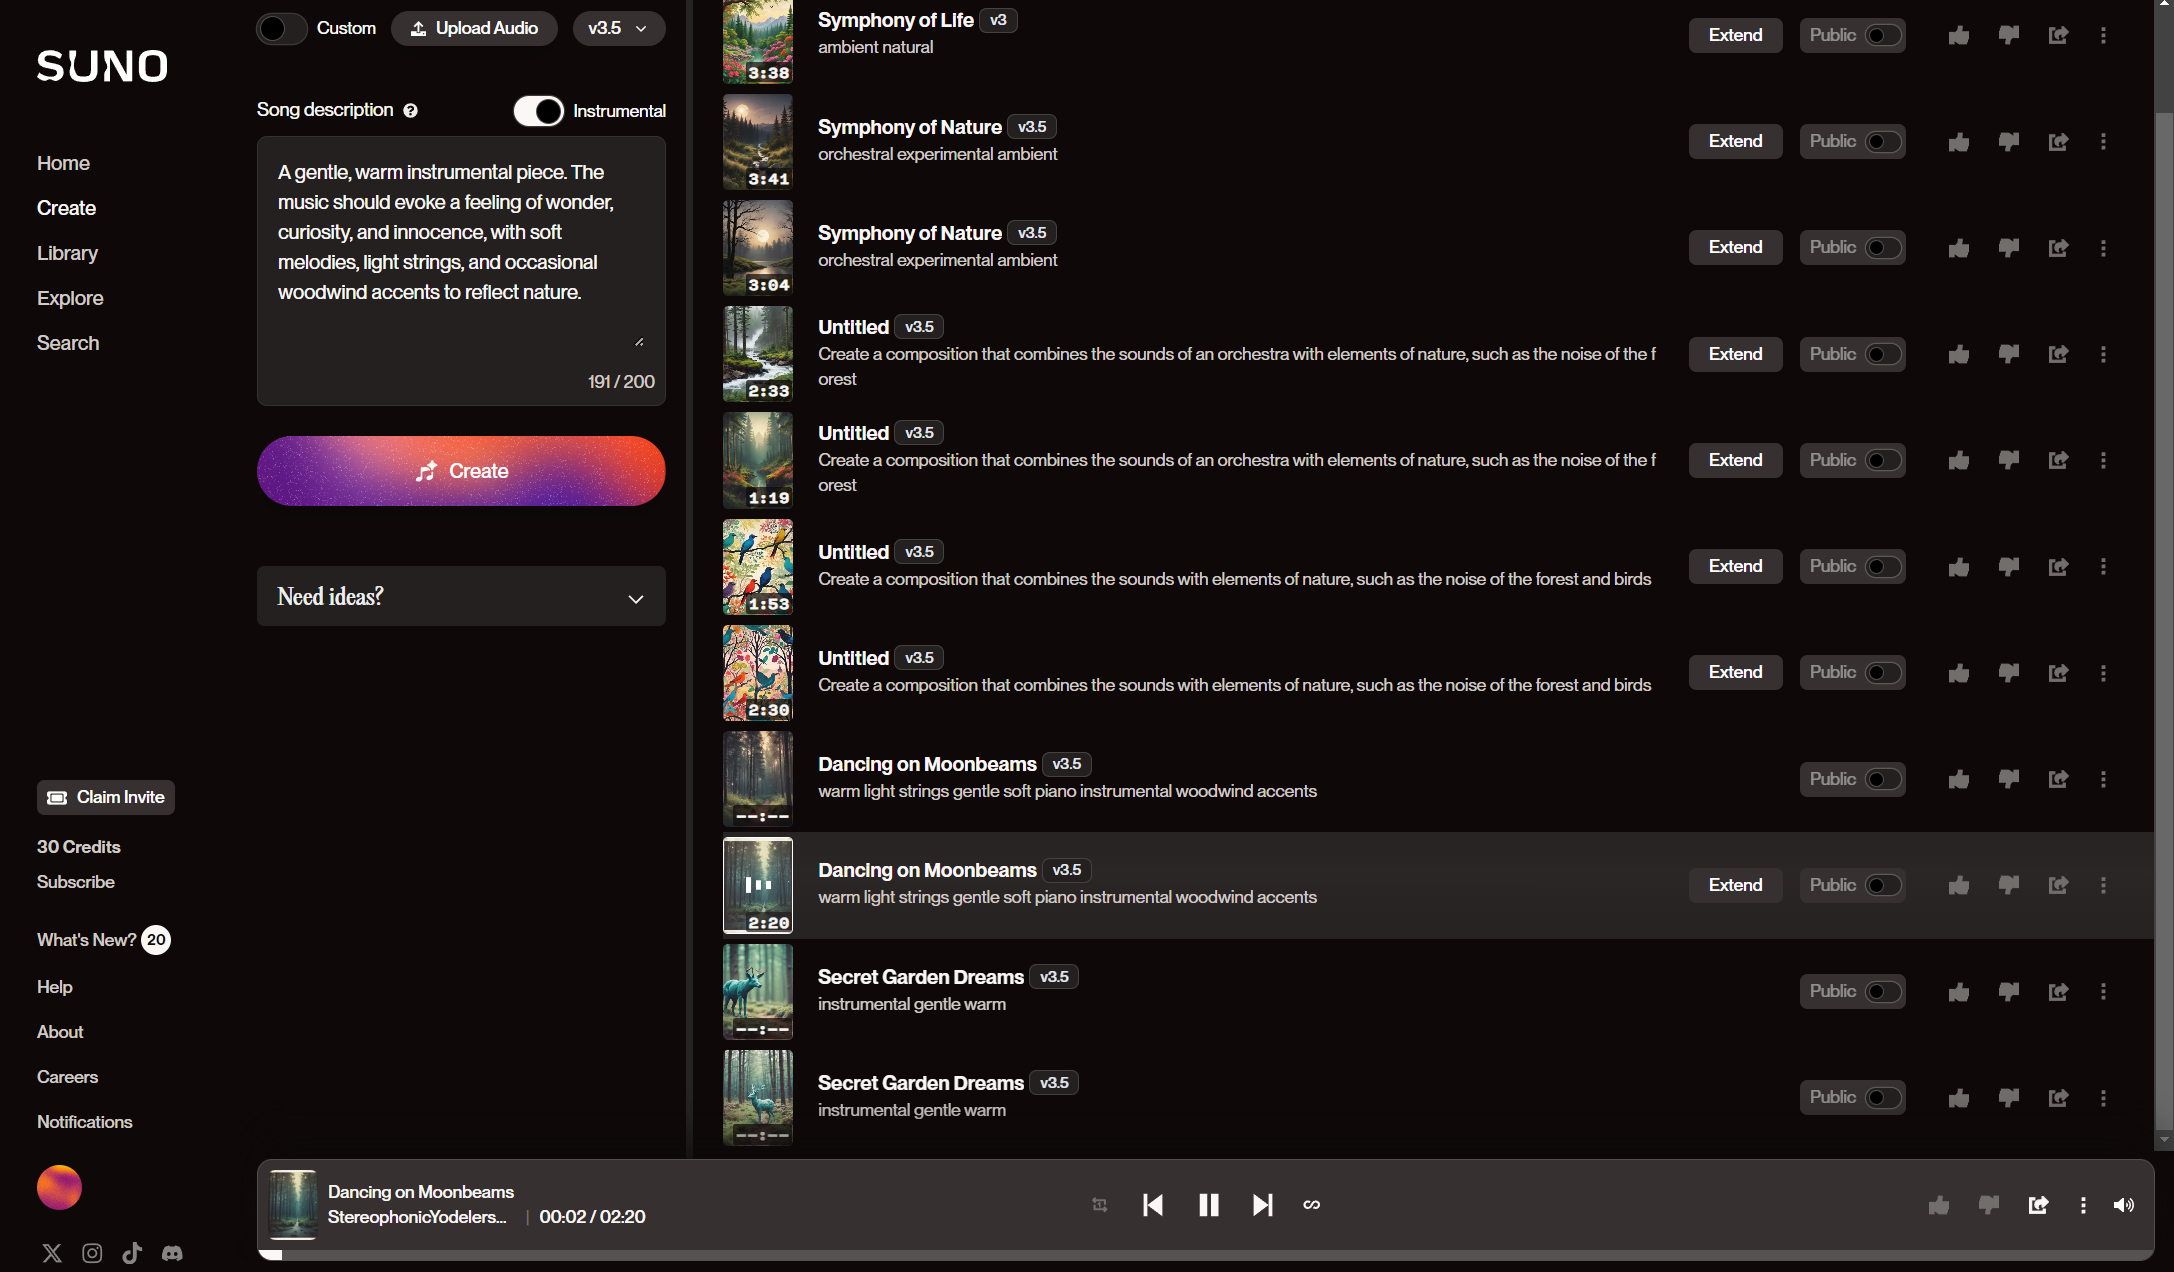 SUNO
Home
Create
Library
Explore
Search
Claim Invite
30 Credits
Subscribe
What's New? 20
Help
About
Careers
Notifications
Custom
Upload Audio
v3.5
Song description ?
Instrumental
A gentle, warm instrumental piece. The
music should evoke a feeling of wonder,
curiosity, and innocence, with soft
melodies, light strings, and occasional
woodwind accents to reflect nature.
191 / 200
Create
Need ideas?
3:38
Symphony of Life v3
ambient natural
Extend
Public
3:41
Symphony of Nature v3.5
orchestral experimental ambient
Extend
Public
3:04
Symphony of Nature v3.5
orchestral experimental ambient
Extend
Public
2:33
Untitled v3.5
Create a composition that combines the sounds of an orchestra with elements of nature, such as the noise of the f
orest
Extend
Public
1:19
Untitled v3.5
Create a composition that combines the sounds of an orchestra with elements of nature, such as the noise of the f
orest
Extend
Public
1:53
Untitled v3.5
Create a composition that combines the sounds with elements of nature, such as the noise of the forest and birds
Extend
Public
2:30
Untitled v3.5
Create a composition that combines the sounds with elements of nature, such as the noise of the forest and birds
Extend
Public
--:--
Dancing on Moonbeams v3.5
warm light strings gentle soft piano instrumental woodwind accents
Public
2:20
Dancing on Moonbeams v3.5
warm light strings gentle soft piano instrumental woodwind accents
Extend
Public
--:--
Secret Garden Dreams v3.5
instrumental gentle warm
Public
--:--
Secret Garden Dreams v3.5
instrumental gentle warm
Public
Dancing on Moonbeams
StereophonicYodelers... | 00:02 / 02:20